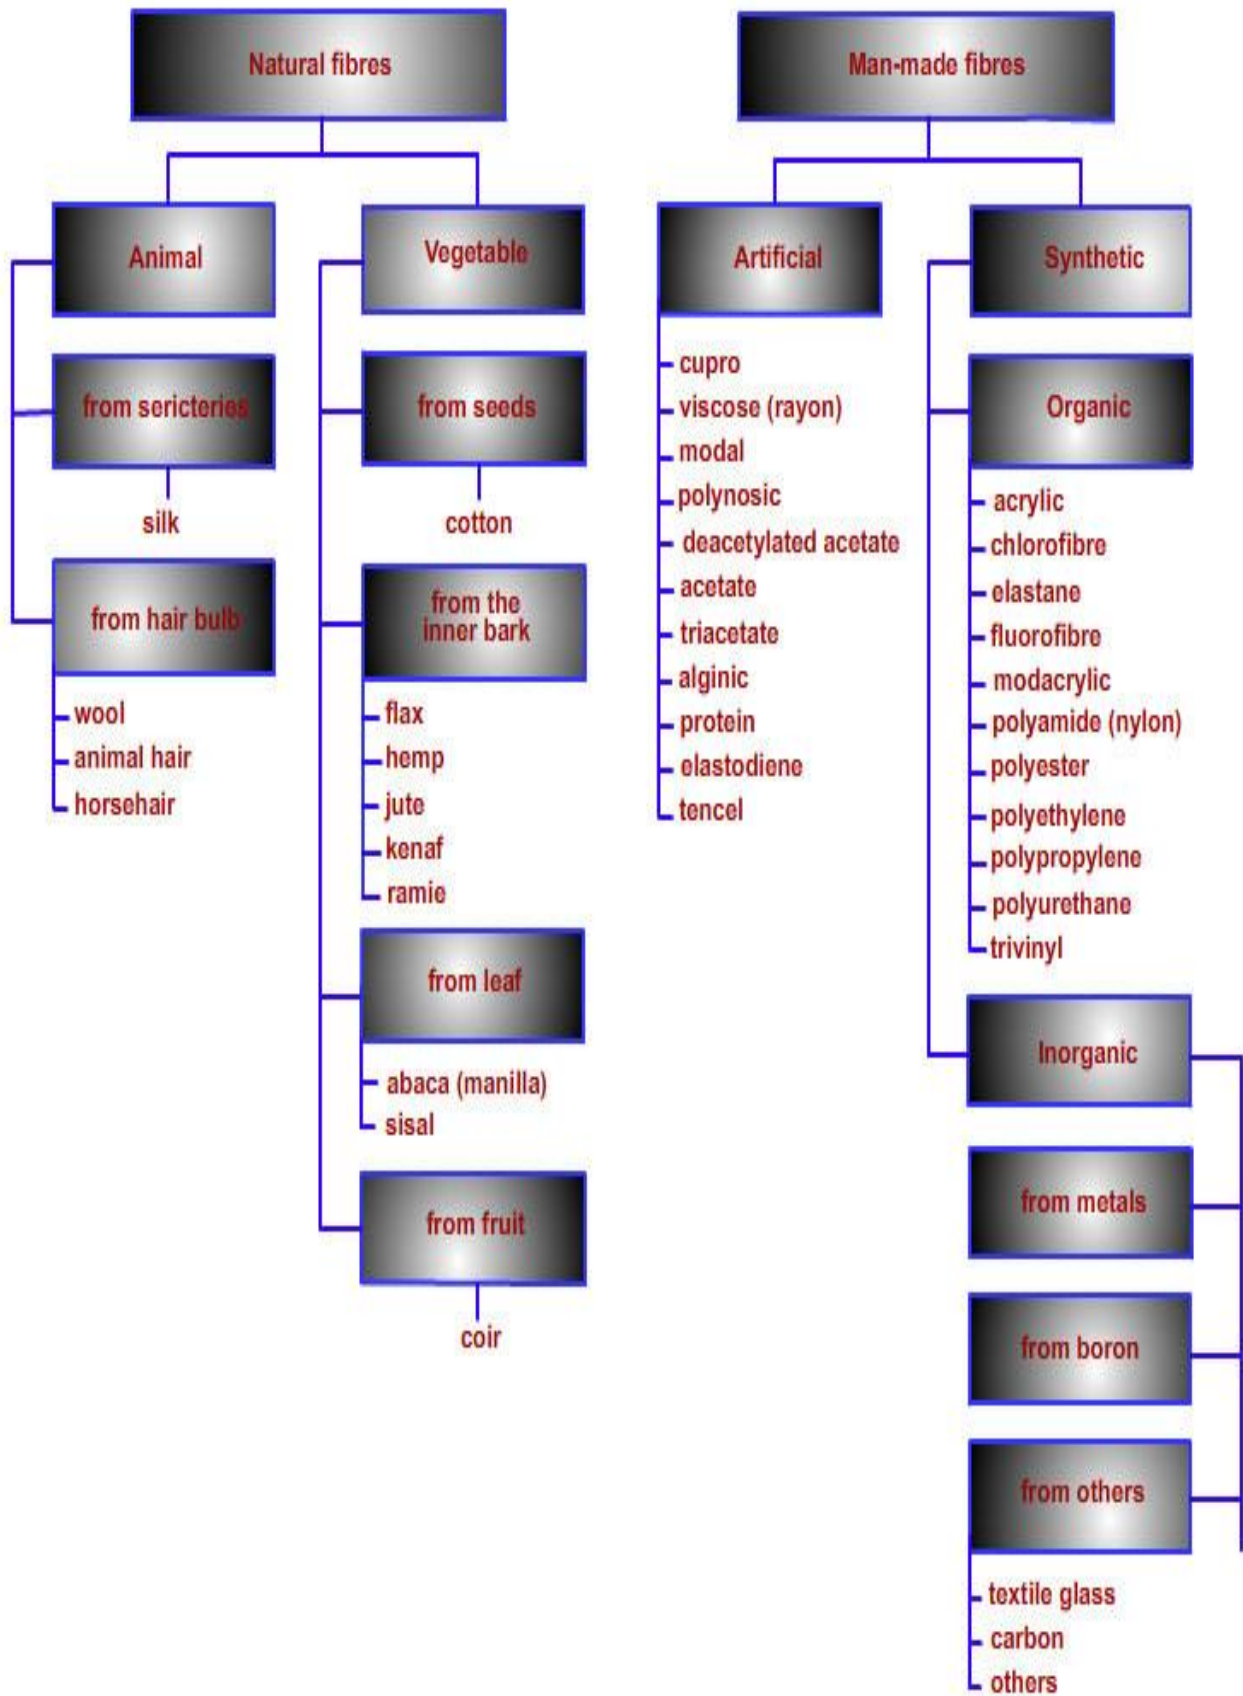 Natural fibres
Animal
from sericteries
silk
from hair bulb
wool
animal hair
horsehair
Vegetable
from seeds
cotton
from the
inner bark
flax
hemp
jute
kenaf
ramie
from leaf
abaca (manilla)
sisal
from fruit
coir
Man-made fibres
Artificial
cupro
viscose (rayon)
modal
polynosic
deacetylated acetate
acetate
triacetate
alginic
protein
elastodiene
tencel
Synthetic
Organic
acrylic
chlorofibre
elastane
fluorofibre
modacrylic
polyamide (nylon)
polyester
polyethylene
polypropylene
polyurethane
trivinyl
Inorganic
from metals
from boron
from others
textile glass
carbon
others